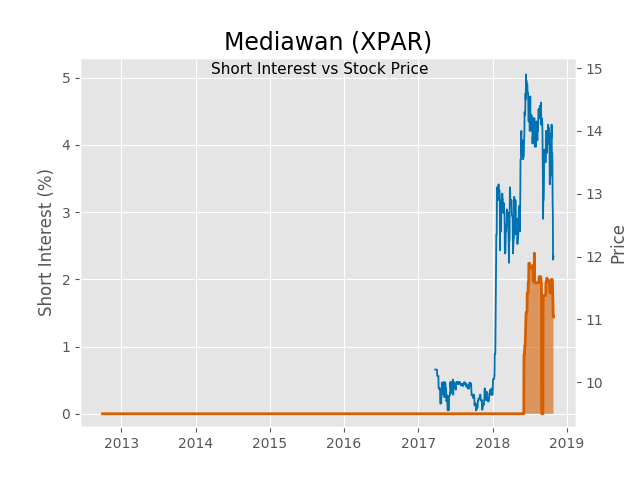 Mediawan (XPAR)
Short Interest vs Stock Price
Short Interest (%)
5
4
3
2
1
0
15
14
13
12
11
10
Price
2013 2014 2015 2016 2017 2018 2019